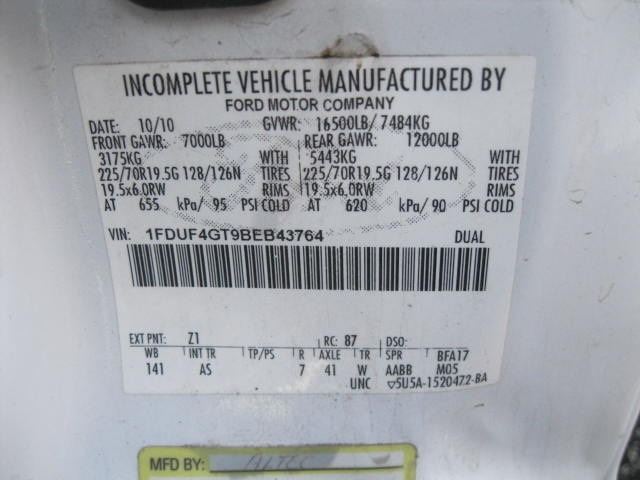 INCOMPLETE VEHICLE MANUFACTURED BY
FORD MOTOR COMPANY
DATE: 10/10 GVWR: 16500LB/ 7484KG
FRONT GAWR: 7000LB REAR GAWR: 12000LB
3175KG WITH 5443KG WITH
225/70R19.5G 128/126N TIRES 225/70R19.5G 128/126N TIRES
19.5x6.0RW RIMS 19.5x6.0RW RIMS
AT 655 kPa/ 95 PSI COLD AT 620 kPa/ 90 PSI COLD
VIN: 1FDUF4GT9BEB43764 DUAL
EXT PNT: Z1 RC: 87 DSO:
WB INT TR TP/PS R AXLE TR SPR BFA17
141 AS 7 41 W AABB M05
UNC ▽5U5A-1520472-BA
MFD BY: ALTEC